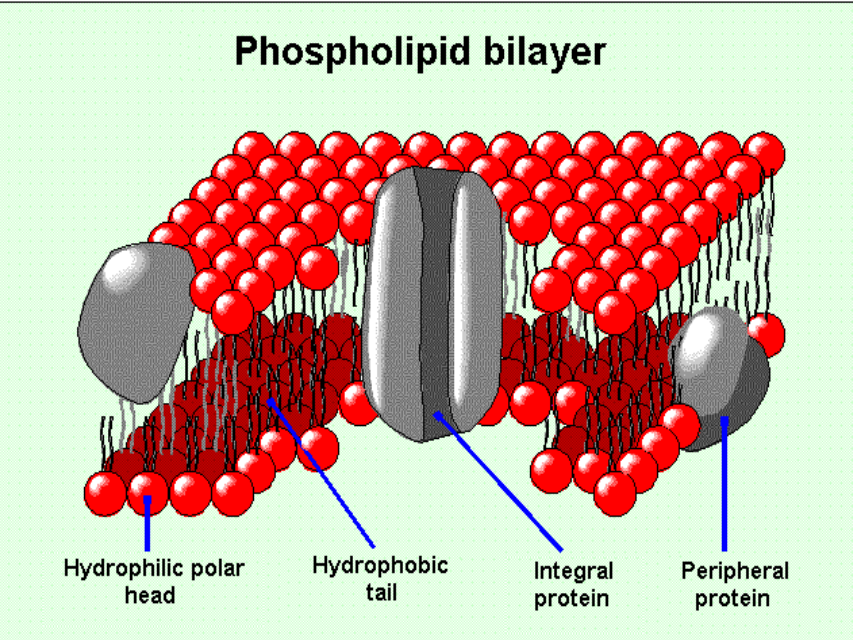 Phospholipid bilayer
Hydrophilic polar
head
Hydrophobic
tail
Integral
protein
Peripheral
protein